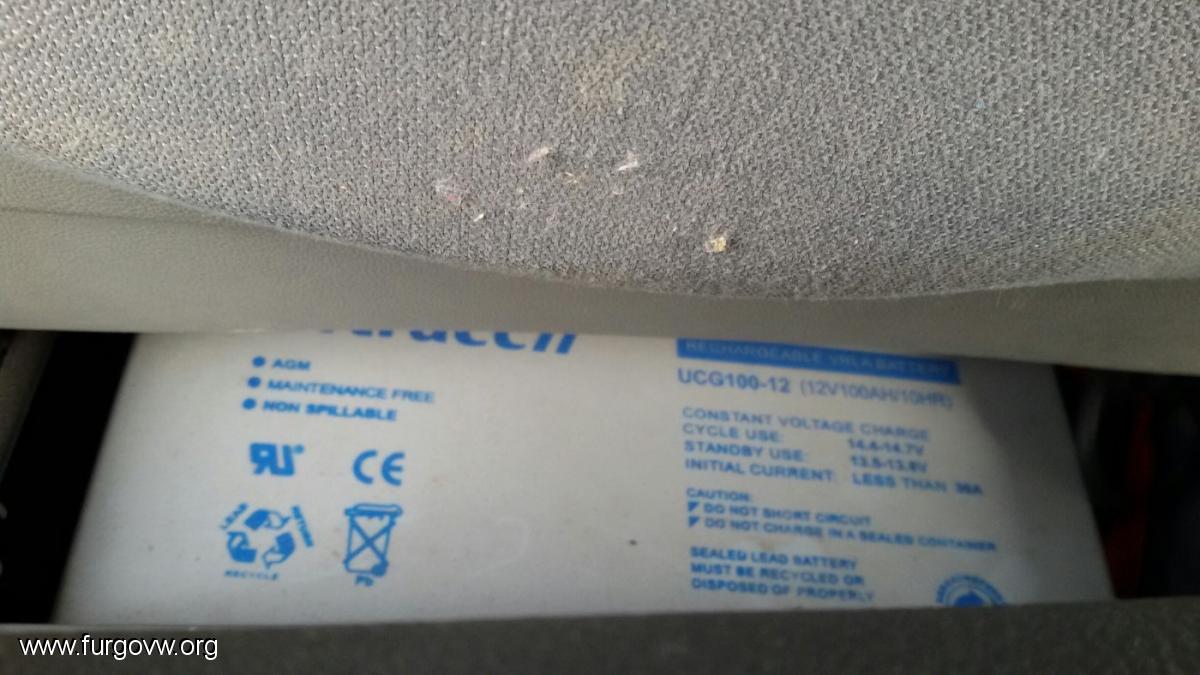 RECHARGEABLE VRLA BATTERY
● AGM
● MAINTENANCE FREE
● NON SPILLABLE
UCG100-12 (12V100AH/10HR)
CONSTANT VOLTAGE CHARGE
CYCLE USE: 14.4-14.7V
STANDBY USE: 13.5-13.8V
INITIAL CURRENT: LESS THAN 30A
CE
CAUTION:
DO NOT SHORT CIRCUIT
DO NOT CHARGE IN A SEALED CONTAINER
LEAD
RECYCLE
Pb
SEALED LEAD BATTERY
MUST BE RECYCLED OR
DISPOSED OF PROPERLY
www.furgovw.org